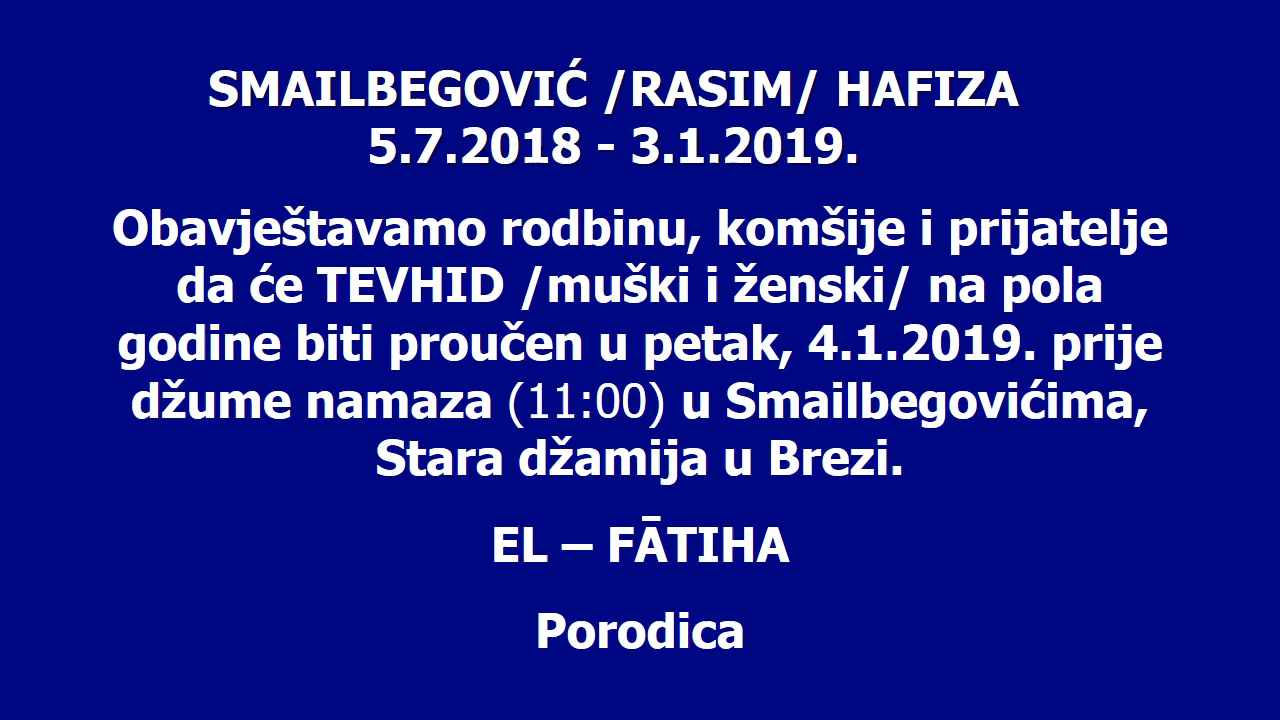 SMAILBEGOVIĆ /RASIM/ HAFIZA
5.7.2018 - 3.1.2019.
Obavještavamo rodbinu, komšije i prijatelje
da će TEVHID /muški i ženski/ na pola
godine biti proučen u petak, 4.1.2019. prije
džume namaza (11:00) u Smailbegovićima,
Stara džamija u Brezi.
EL – FĀTIHA
Porodica